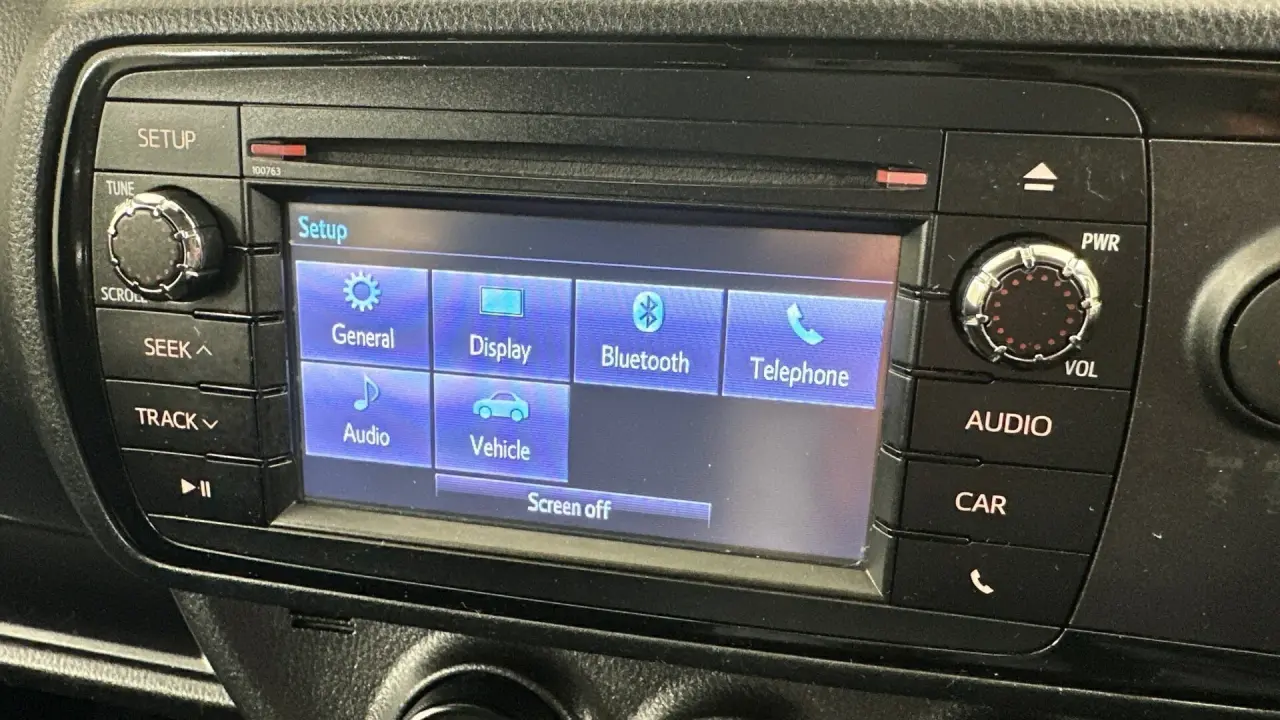 SETUP
100763
TUNE
SCROLL
SEEK
TRACK
Setup
General
Display
Bluetooth
Telephone
Audio
Vehicle
Screen off
PWR
VOL
AUDIO
CAR